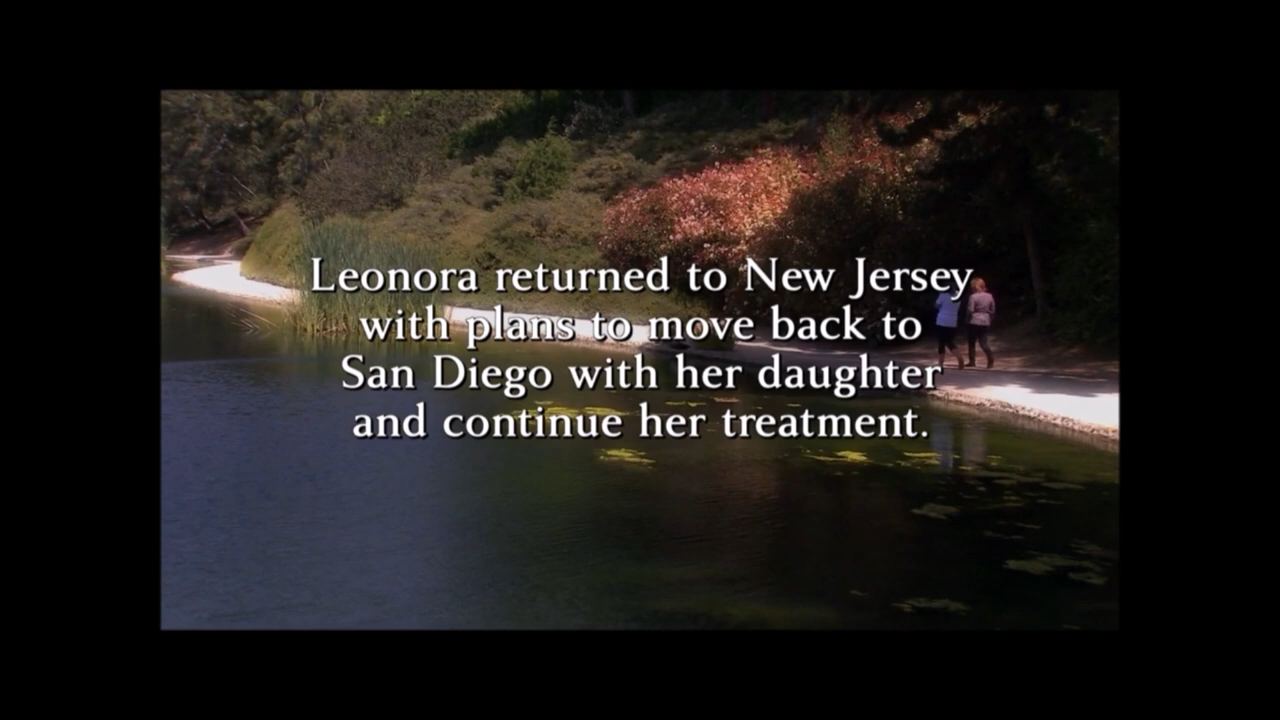 Leonora returned to New Jersey
with plans to move back to
San Diego with her daughter
and continue her treatment.